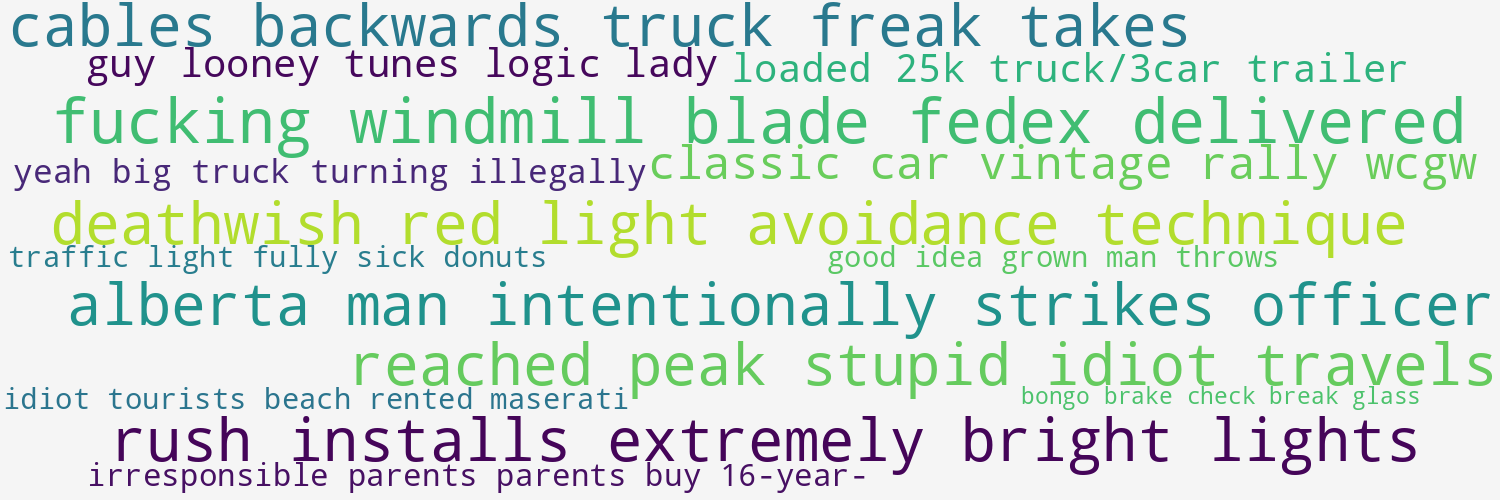 cables backwards truck freak takes
guy looney tunes logic lady
loaded 25k truck/3car trailer
fucking windmill blade fedex delivered
classic car vintage rally wcgw
yeah big truck turning illegally
deathwish red light avoidance technique
traffic light fully sick donuts
good idea grown man throws
alberta man intentionally strikes officer
reached peak stupid idiot travels
idiot tourists beach rented maserati
bongo brake check break glass
rush installs extremely bright lights
irresponsible parents parents buy 16-year-